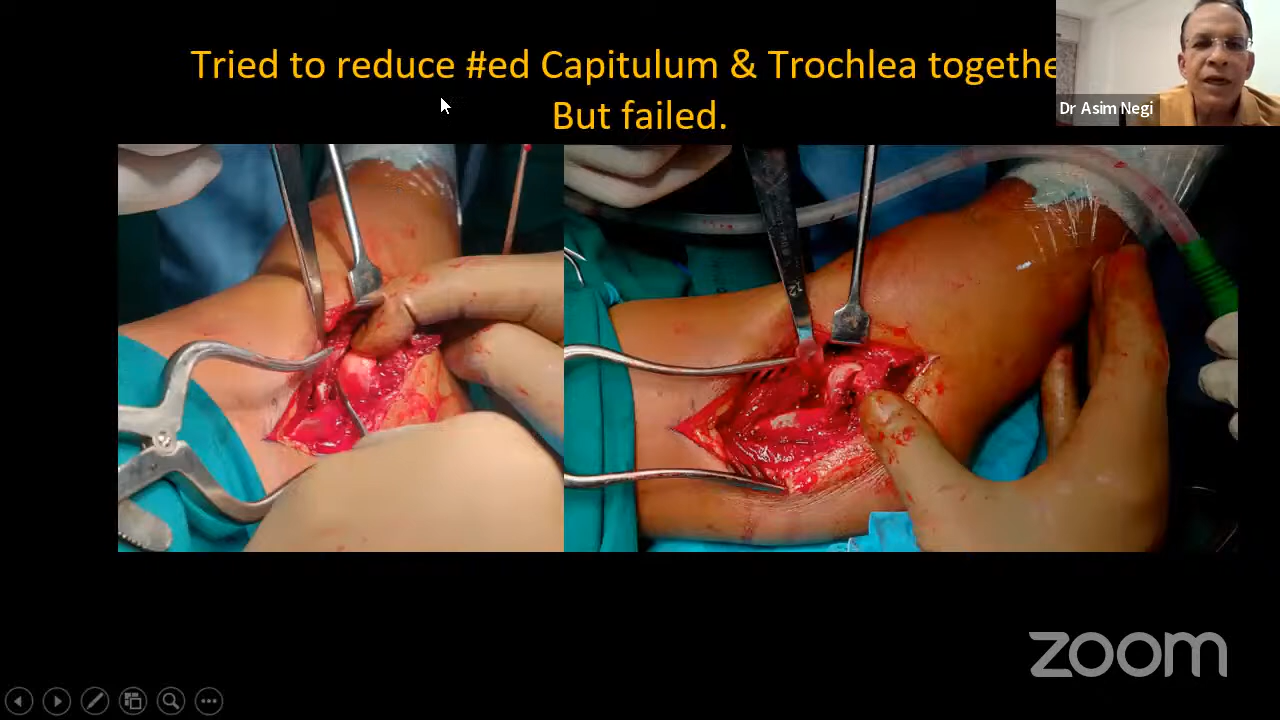 Tried to reduce #ed Capitulum & Trochlea togethe
But failed.
Dr Asim Negi
zoom